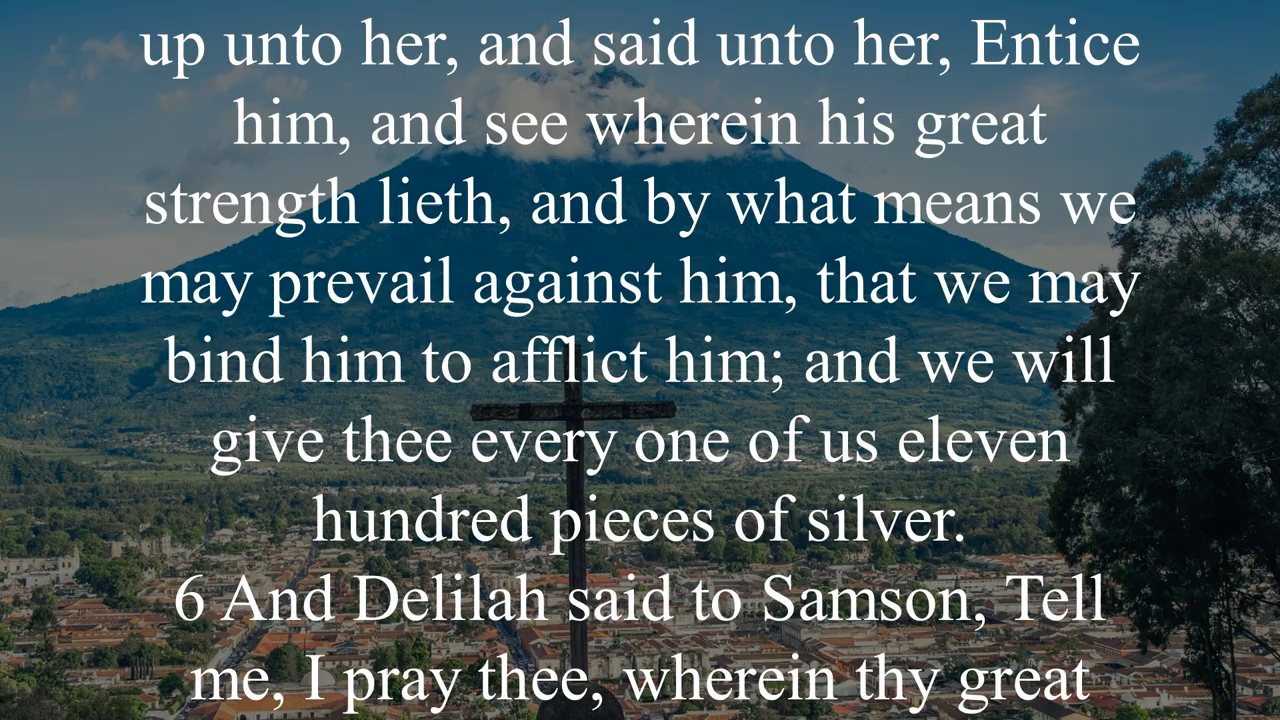 up unto her, and said unto her, Entice
him, and see wherein his great
strength lieth, and by what means we
may prevail against him, that we may
bind him to afflict him; and we will
give thee every one of us eleven
hundred pieces of silver.
6 And Delilah said to Samson, Tell
me, I pray thee, wherein thy great